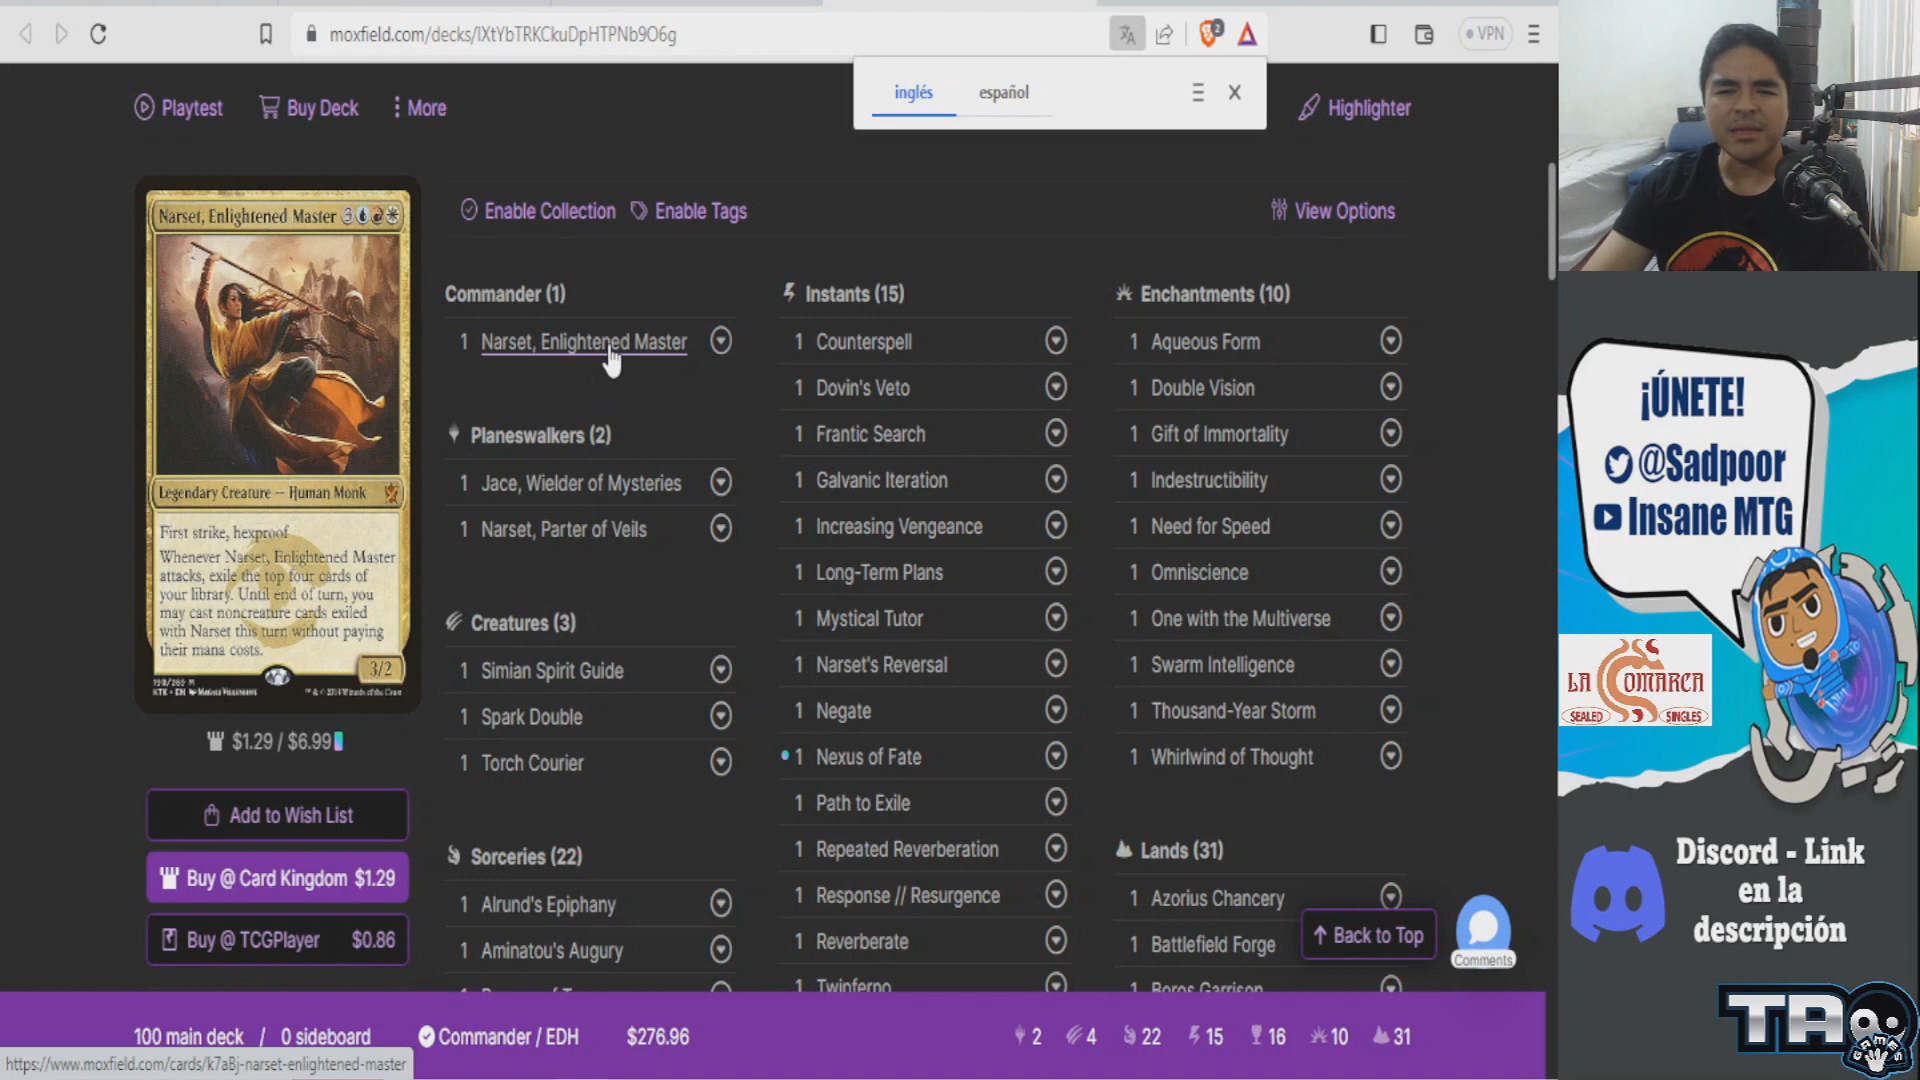 moxfield.com/decks/lXtYbTRKCkuDpHTPNb9O6g
2
VPN
inglés
español
Playtest
Buy Deck
More
Highlighter
Enable Collection
Enable Tags
View Options
Narset, Enlightened Master 3
Legendary Creature — Human Monk
First strike, hexproof
Whenever Narset, Enlightened Master
attacks, exile the top four cards of
your library. Until end of turn, you
may cast noncreature cards exiled
with Narset this turn without paying
their mana costs.
3/2
$1.29 / $6.99
Add to Wish List
Buy @ Card Kingdom $1.29
Buy @ TCGPlayer $0.86
Commander (1)
1 Narset, Enlightened Master
Planeswalkers (2)
1 Jace, Wielder of Mysteries
1 Narset, Parter of Veils
Creatures (3)
1 Simian Spirit Guide
1 Spark Double
1 Torch Courier
Sorceries (22)
1 Alrund's Epiphany
1 Aminatou's Augury
Instants (15)
1 Counterspell
1 Dovin's Veto
1 Frantic Search
1 Galvanic Iteration
1 Increasing Vengeance
1 Long-Term Plans
1 Mystical Tutor
1 Narset's Reversal
1 Negate
1 Nexus of Fate
1 Path to Exile
1 Repeated Reverberation
1 Response // Resurgence
1 Reverberate
Twinferno
Enchantments (10)
1 Aqueous Form
1 Double Vision
1 Gift of Immortality
1 Indestructibility
1 Need for Speed
1 Omniscience
1 One with the Multiverse
1 Swarm Intelligence
1 Thousand-Year Storm
1 Whirlwind of Thought
Lands (31)
1 Azorius Chancery
1 Battlefield Forge
Boros Garrison
Back to Top
Comments
100 main deck / 0 sideboard
Commander / EDH
$276.96
2 4 22 15 16 10 31
https://www.moxfield.com/cards/k7aBj-narset-enlightened-master
¡ÚNETE!
@Sadpoor
Insane MTG
LA COMARCA
SEALED SINGLES
Discord - Link
en la
descripción
TAO
GAMES